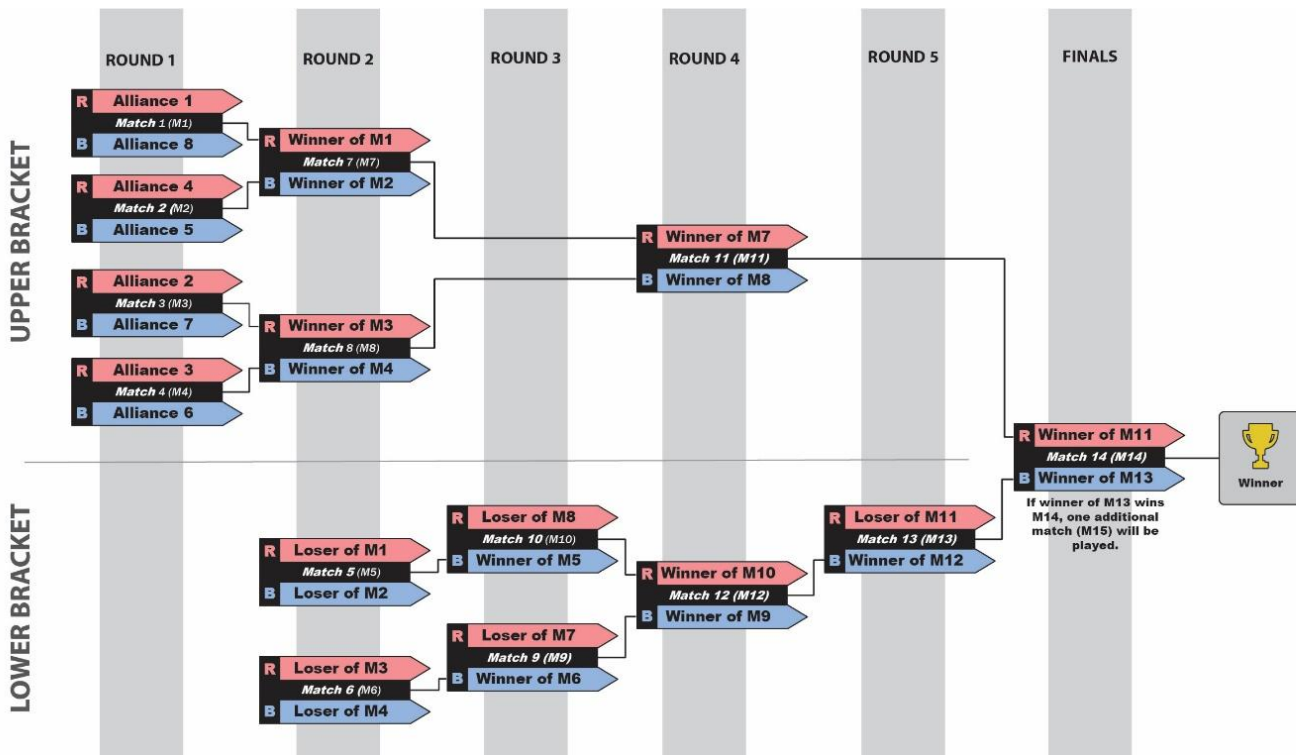 ROUND 1
ROUND 2
ROUND 3
ROUND 4
ROUND 5
FINALS
UPPER BRACKET
R Alliance 1
Match 1 (M1)
B Alliance 8
R Alliance 4
Match 2 (M2)
B Alliance 5
R Alliance 2
Match 3 (M3)
B Alliance 7
R Alliance 3
Match 4 (M4)
B Alliance 6
R Winner of M1
Match 7 (M7)
B Winner of M2
R Winner of M3
Match 8 (M8)
B Winner of M4
R Winner of M7
Match 11 (M11)
B Winner of M8
LOWER BRACKET
R Loser of M1
Match 5 (M5)
B Loser of M2
R Loser of M3
Match 6 (M6)
B Loser of M4
R Loser of M8
Match 10 (M10)
B Winner of M5
R Loser of M7
Match 9 (M9)
B Winner of M6
R Winner of M10
Match 12 (M12)
B Winner of M9
R Loser of M11
Match 13 (M13)
B Winner of M12
R Winner of M11
Match 14 (M14)
B Winner of M13
If winner of M13 wins
M14, one additional
match (M15) will be
played.
Winner